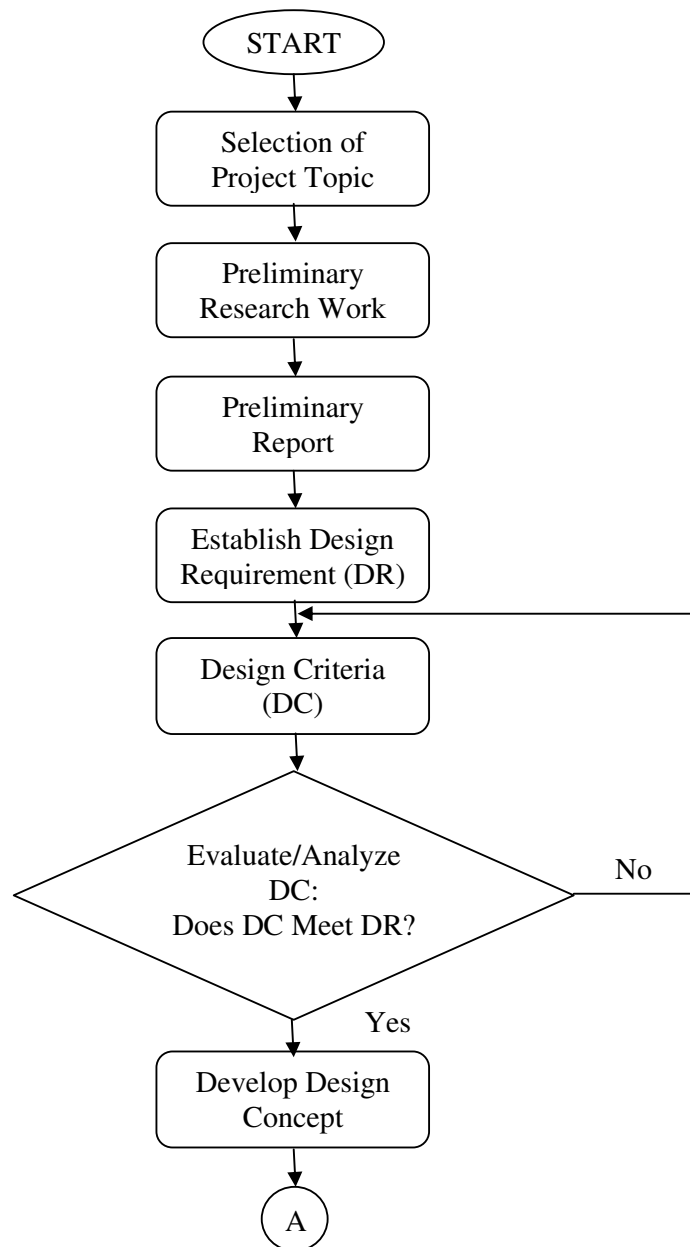 START
Selection of
Project Topic
Preliminary
Research Work
Preliminary
Report
Establish Design
Requirement (DR)
Design Criteria
(DC)
Evaluate/Analyze
DC:
Does DC Meet DR?
No
Yes
Develop Design
Concept
A